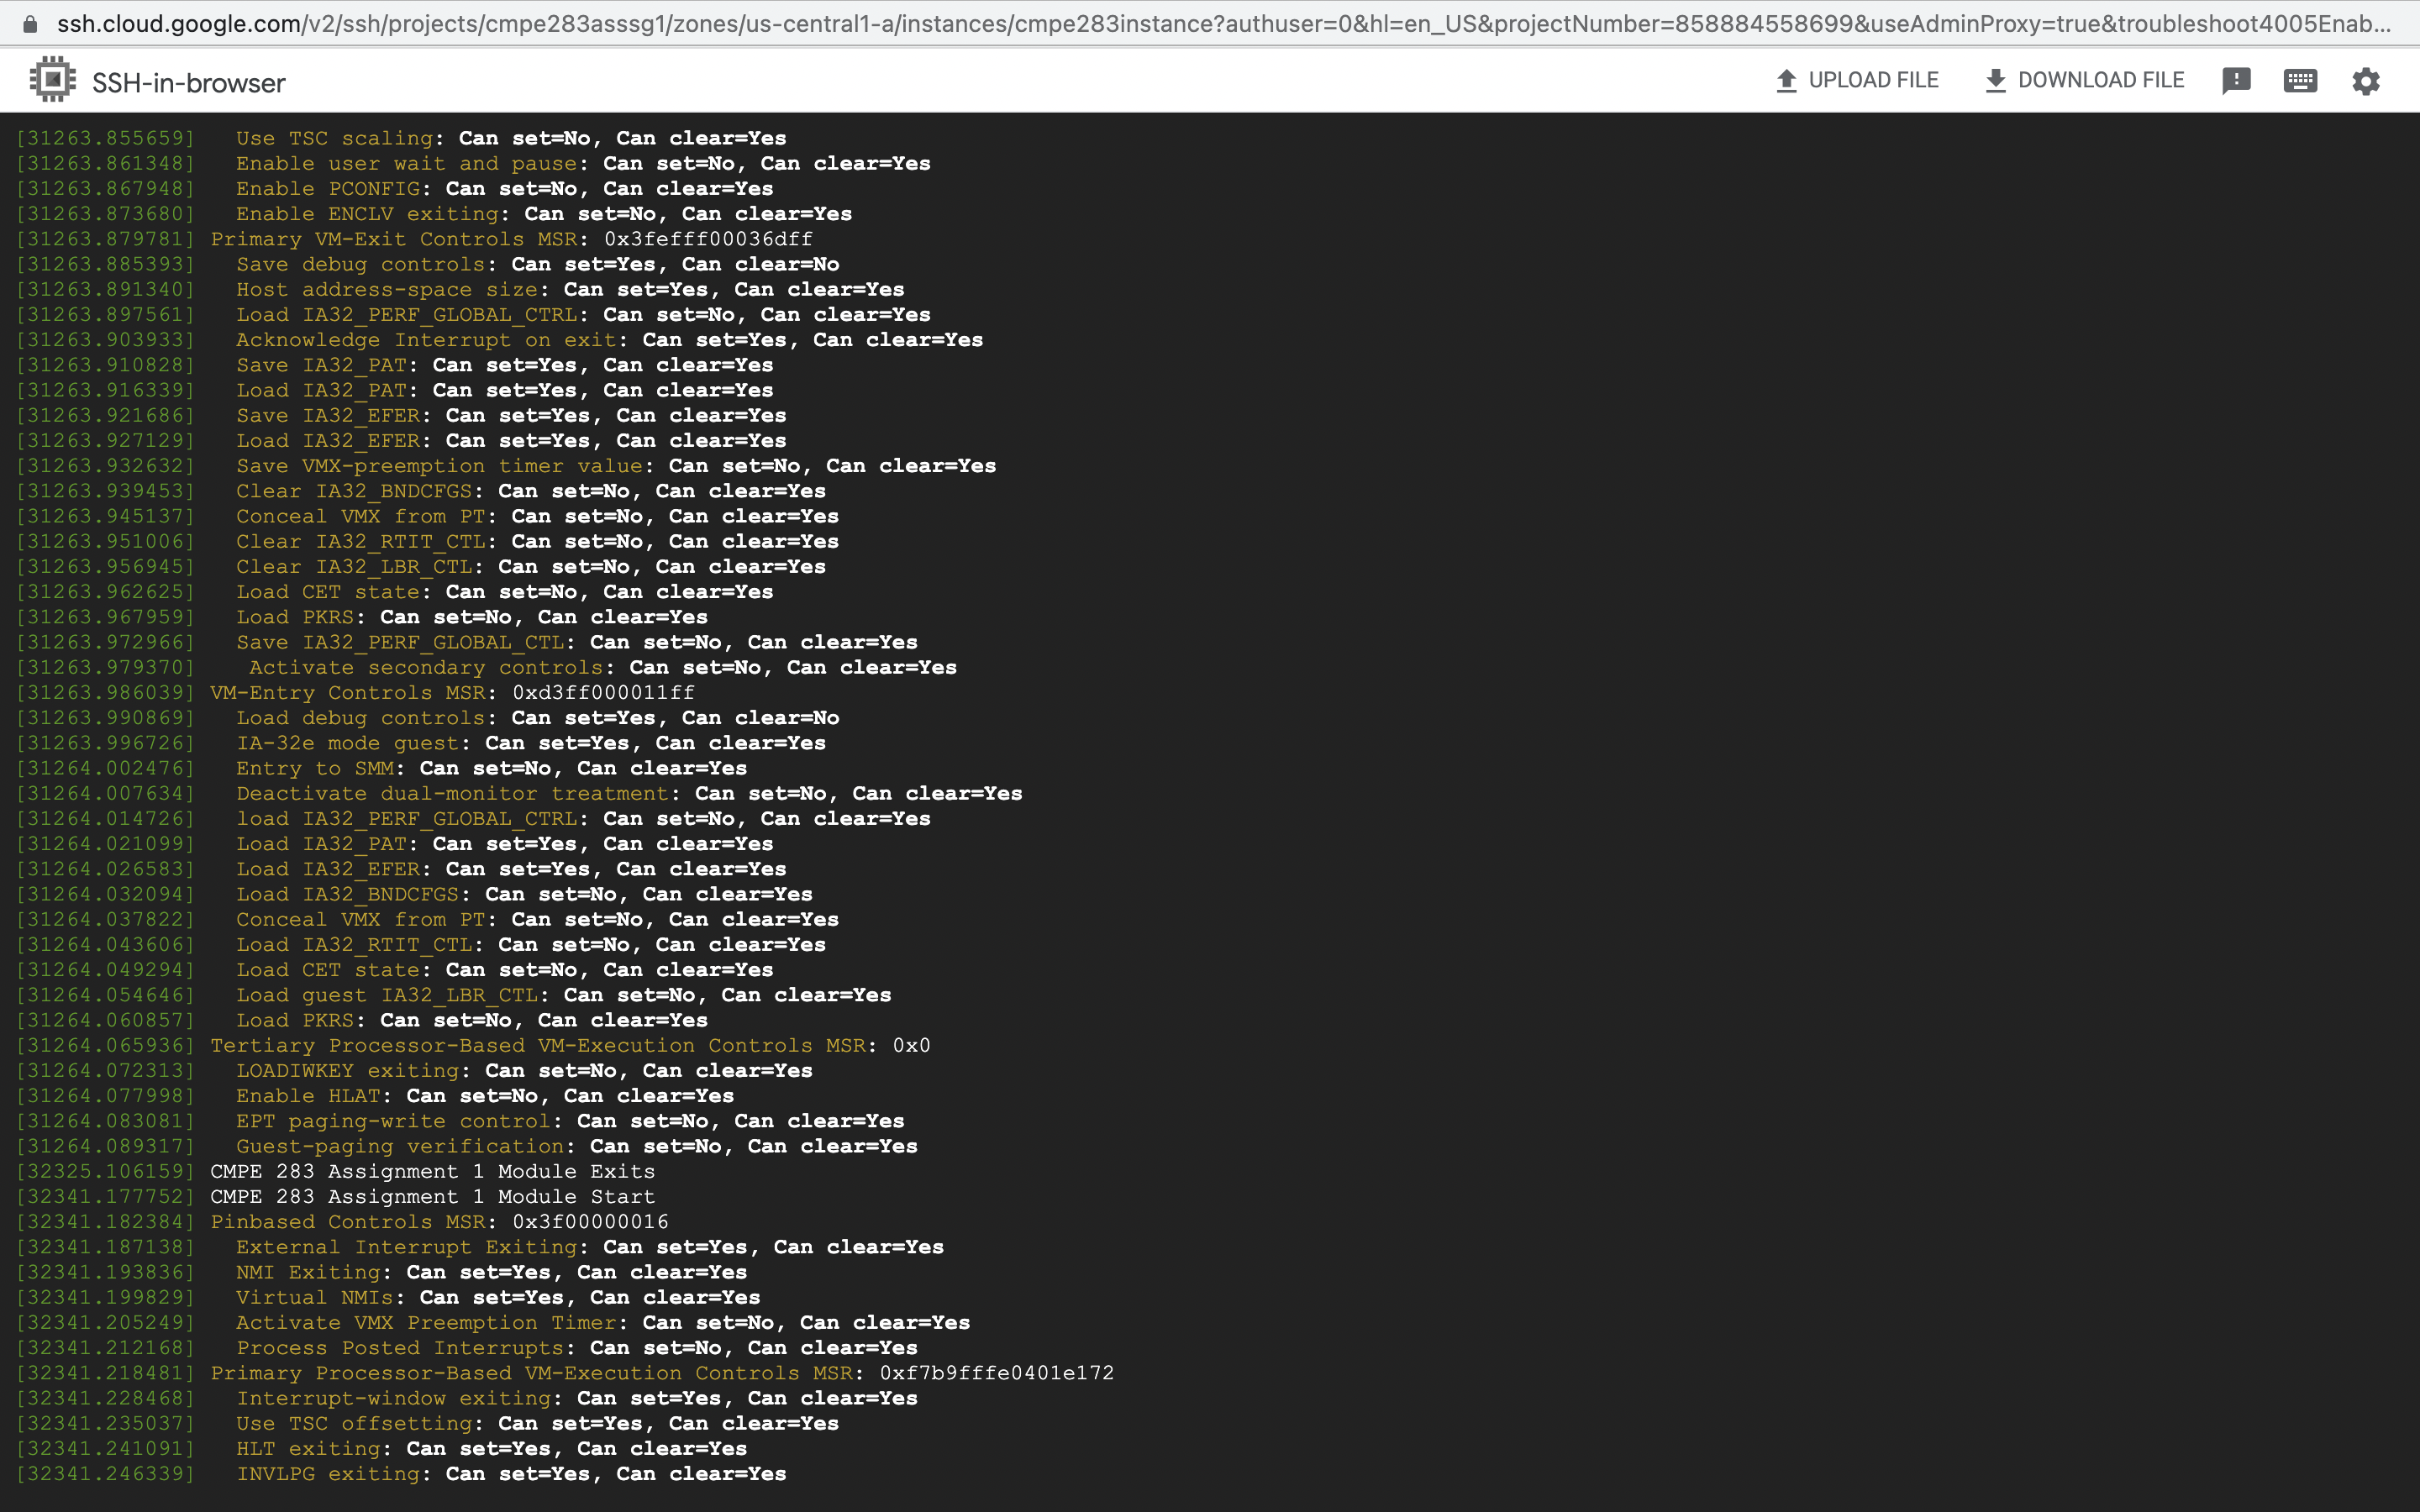 ssh.cloud.google.com/v2/ssh/projects/cmpe283asssg1/zones/us-central1-a/instances/cmpe283instance?authuser=0&hl=en_US&projectNumber=858884558699&useAdminProxy=true&troubleshoot4005Enab...
SSH-in-browser UPLOAD FILE DOWNLOAD FILE
[31263.855659]   Use TSC scaling: Can set=No, Can clear=Yes
[31263.861348]   Enable user wait and pause: Can set=No, Can clear=Yes
[31263.867948]   Enable PCONFIG: Can set=No, Can clear=Yes
[31263.873680]   Enable ENCLV exiting: Can set=No, Can clear=Yes
[31263.879781] Primary VM-Exit Controls MSR: 0x3fefff00036dff
[31263.885393]   Save debug controls: Can set=Yes, Can clear=No
[31263.891340]   Host address-space size: Can set=Yes, Can clear=Yes
[31263.897561]   Load IA32_PERF_GLOBAL_CTRL: Can set=No, Can clear=Yes
[31263.903933]   Acknowledge Interrupt on exit: Can set=Yes, Can clear=Yes
[31263.910828]   Save IA32_PAT: Can set=Yes, Can clear=Yes
[31263.916339]   Load IA32_PAT: Can set=Yes, Can clear=Yes
[31263.921686]   Save IA32_EFER: Can set=Yes, Can clear=Yes
[31263.927129]   Load IA32_EFER: Can set=Yes, Can clear=Yes
[31263.932632]   Save VMX-preemption timer value: Can set=No, Can clear=Yes
[31263.939453]   Clear IA32_BNDCFGS: Can set=No, Can clear=Yes
[31263.945137]   Conceal VMX from PT: Can set=No, Can clear=Yes
[31263.951006]   Clear IA32_RTIT_CTL: Can set=No, Can clear=Yes
[31263.956945]   Clear IA32_LBR_CTL: Can set=No, Can clear=Yes
[31263.962625]   Load CET state: Can set=No, Can clear=Yes
[31263.967959]   Load PKRS: Can set=No, Can clear=Yes
[31263.972966]   Save IA32_PERF_GLOBAL_CTL: Can set=No, Can clear=Yes
[31263.979370]    Activate secondary controls: Can set=No, Can clear=Yes
[31263.986039] VM-Entry Controls MSR: 0xd3ff000011ff
[31263.990869]   Load debug controls: Can set=Yes, Can clear=No
[31263.996726]   IA-32e mode guest: Can set=Yes, Can clear=Yes
[31264.002476]   Entry to SMM: Can set=No, Can clear=Yes
[31264.007634]   Deactivate dual-monitor treatment: Can set=No, Can clear=Yes
[31264.014726]   load IA32_PERF_GLOBAL_CTRL: Can set=No, Can clear=Yes
[31264.021099]   Load IA32_PAT: Can set=Yes, Can clear=Yes
[31264.026583]   Load IA32_EFER: Can set=Yes, Can clear=Yes
[31264.032094]   Load IA32_BNDCFGS: Can set=No, Can clear=Yes
[31264.037822]   Conceal VMX from PT: Can set=No, Can clear=Yes
[31264.043606]   Load IA32_RTIT_CTL: Can set=No, Can clear=Yes
[31264.049294]   Load CET state: Can set=No, Can clear=Yes
[31264.054646]   Load guest IA32_LBR_CTL: Can set=No, Can clear=Yes
[31264.060857]   Load PKRS: Can set=No, Can clear=Yes
[31264.065936] Tertiary Processor-Based VM-Execution Controls MSR: 0x0
[31264.072313]   LOADIWKEY exiting: Can set=No, Can clear=Yes
[31264.077998]   Enable HLAT: Can set=No, Can clear=Yes
[31264.083081]   EPT paging-write control: Can set=No, Can clear=Yes
[31264.089317]   Guest-paging verification: Can set=No, Can clear=Yes
[32325.106159] CMPE 283 Assignment 1 Module Exits
[32341.177752] CMPE 283 Assignment 1 Module Start
[32341.182384] Pinbased Controls MSR: 0x3f00000016
[32341.187138]   External Interrupt Exiting: Can set=Yes, Can clear=Yes
[32341.193836]   NMI Exiting: Can set=Yes, Can clear=Yes
[32341.199829]   Virtual NMIs: Can set=Yes, Can clear=Yes
[32341.205249]   Activate VMX Preemption Timer: Can set=No, Can clear=Yes
[32341.212168]   Process Posted Interrupts: Can set=No, Can clear=Yes
[32341.218481] Primary Processor-Based VM-Execution Controls MSR: 0xf7b9fffe0401e172
[32341.228468]   Interrupt-window exiting: Can set=Yes, Can clear=Yes
[32341.235037]   Use TSC offsetting: Can set=Yes, Can clear=Yes
[32341.241091]   HLT exiting: Can set=Yes, Can clear=Yes
[32341.246339]   INVLPG exiting: Can set=Yes, Can clear=Yes